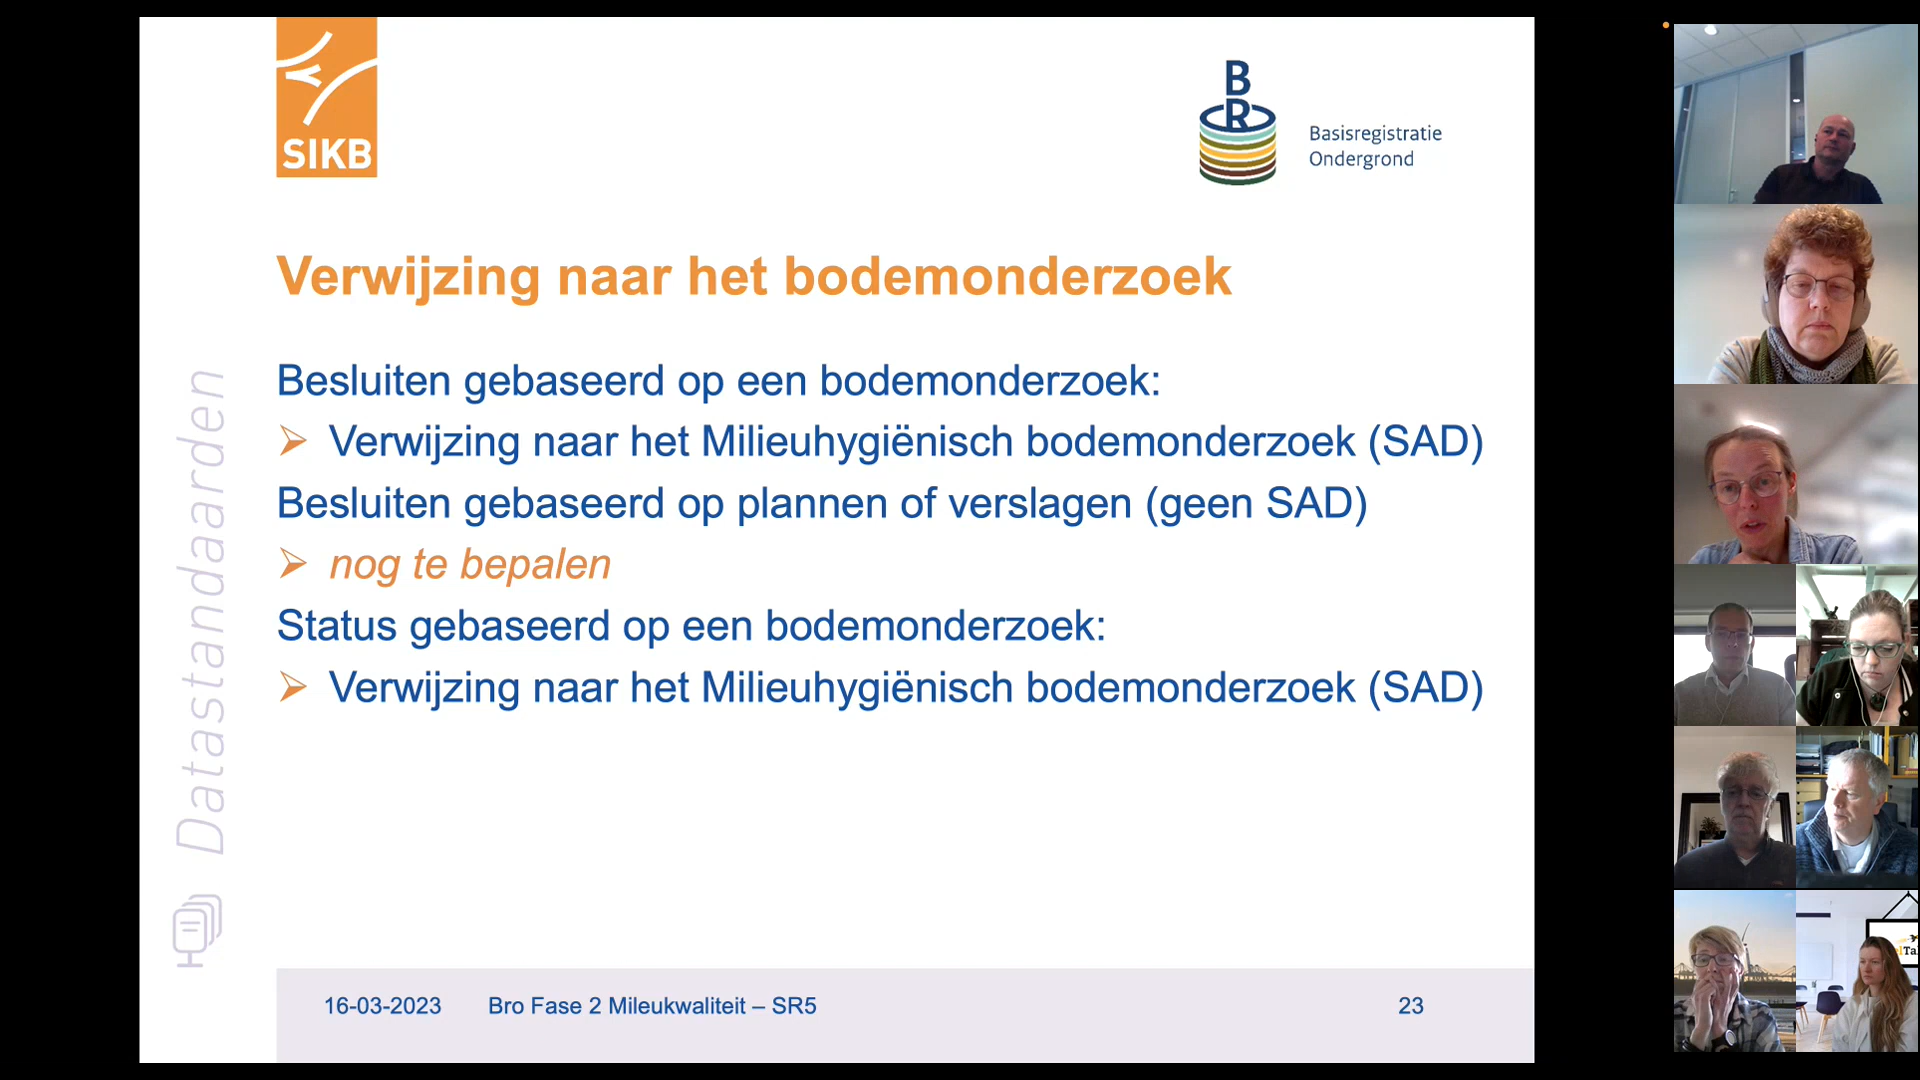 SIKB
B
R
Basisregistratie
Ondergrond
Verwijzing naar het bodemonderzoek
Besluiten gebaseerd op een bodemonderzoek:
➢ Verwijzing naar het Milieuhygiënisch bodemonderzoek (SAD)
Besluiten gebaseerd op plannen of verslagen (geen SAD)
➢ nog te bepalen
Status gebaseerd op een bodemonderzoek:
➢ Verwijzing naar het Milieuhygiënisch bodemonderzoek (SAD)
Datastandaarden
16-03-2023 Bro Fase 2 Mileukwaliteit – SR5 23